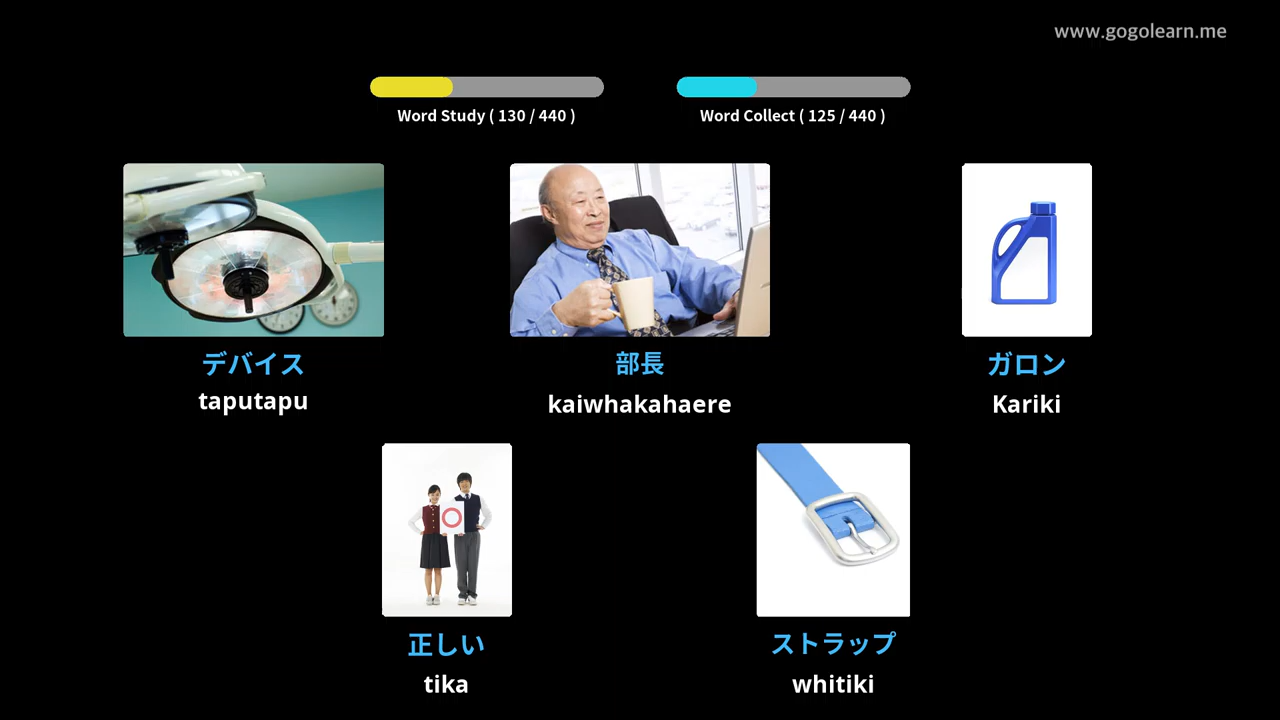 www.gogolearn.me
Word Study ( 130 / 440 )
Word Collect ( 125 / 440 )
デバイス
taputapu
部長
kaiwhakahaere
ガロン
Kariki
正しい
tika
ストラップ
whitiki